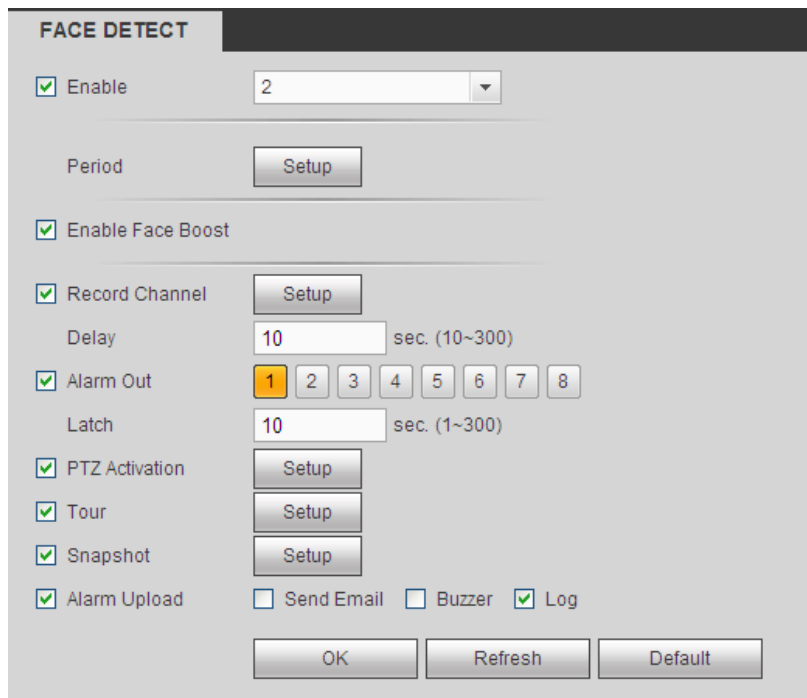 FACE DETECT
Enable 2
Period Setup
Enable Face Boost
Record Channel Setup
Delay 10 sec. (10~300)
Alarm Out 1 2 3 4 5 6 7 8
Latch 10 sec. (1~300)
PTZ Activation Setup
Tour Setup
Snapshot Setup
Alarm Upload Send Email Buzzer Log
OK Refresh Default